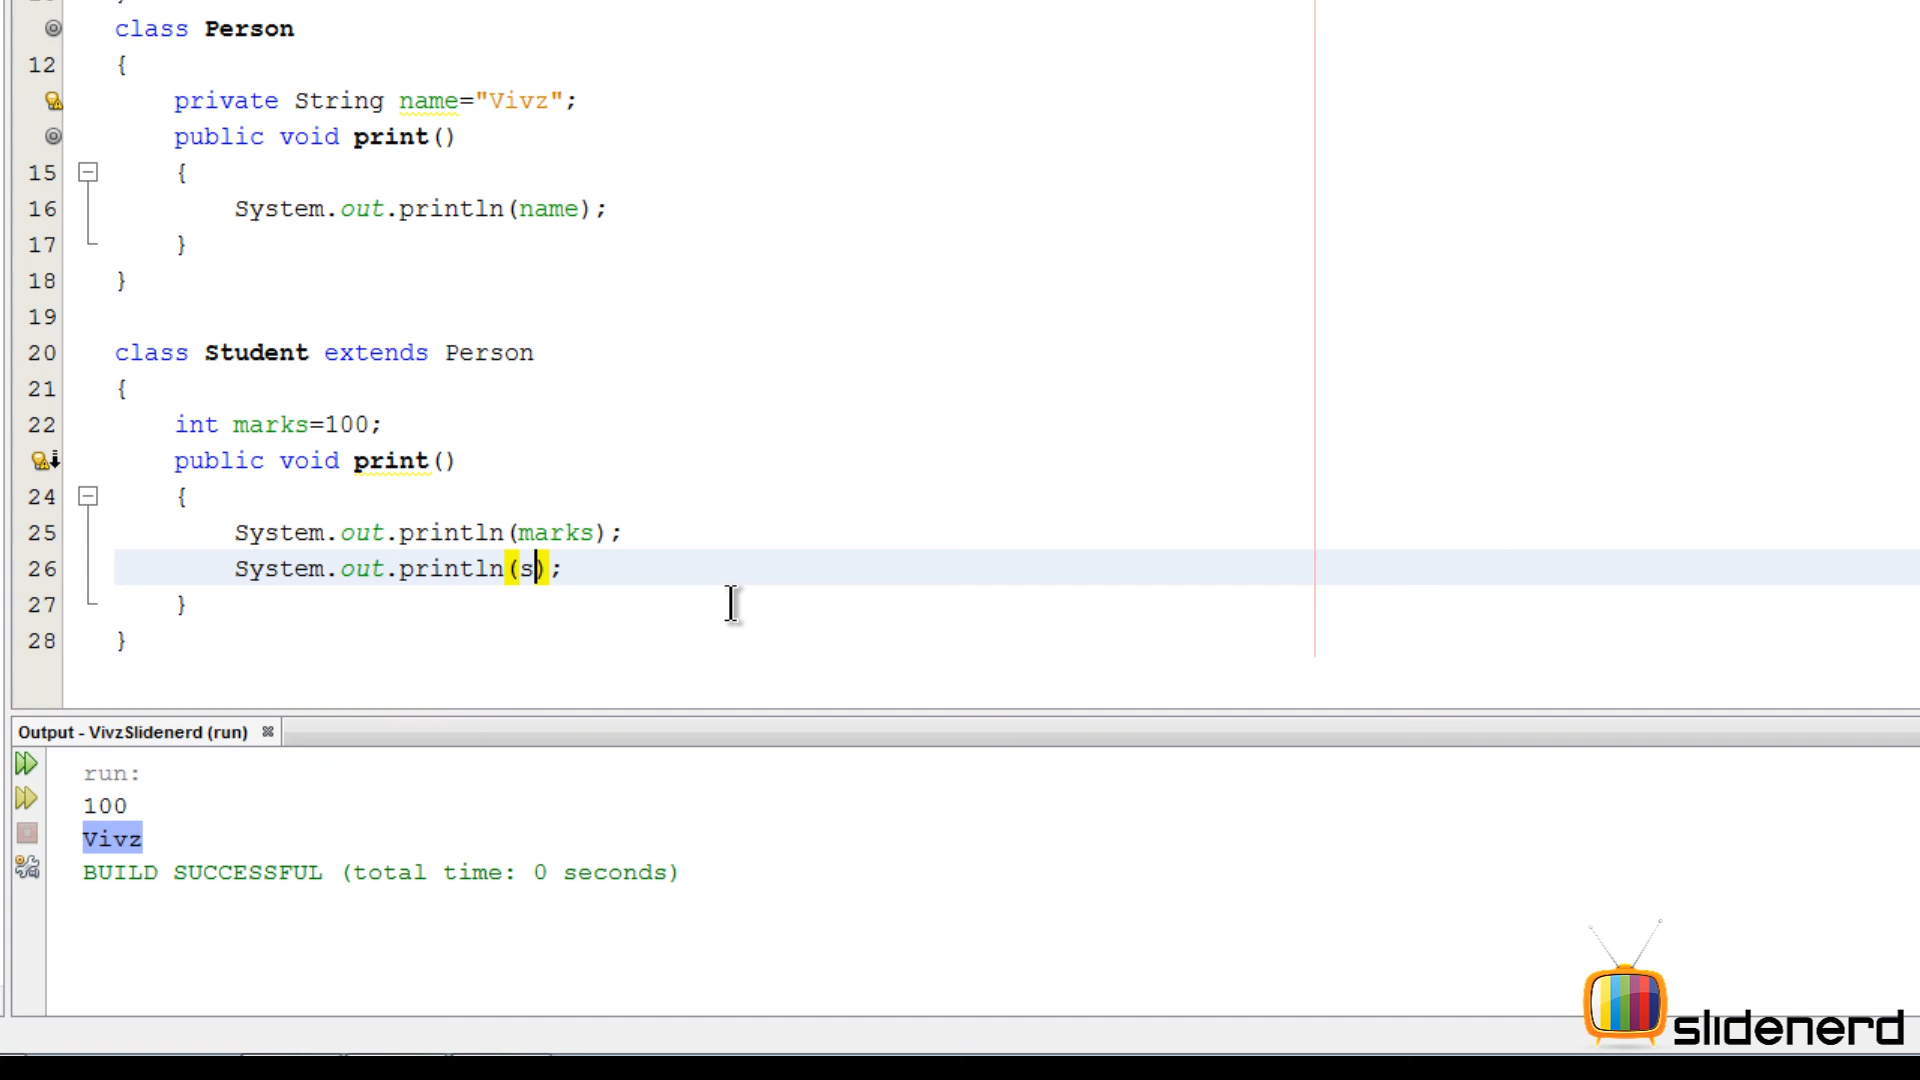 class Person
12 {
private String name="Vivz";
public void print()
15 {
16 System.out.println(name);
17 }
18 }
19
20 class Student extends Person
21 {
22 int marks=100;
public void print()
24 {
25 System.out.println(marks);
26 System.out.println(s);
27 }
28 }
Output - VivzSlidenerd (run)
run:
100
Vivz
BUILD SUCCESSFUL (total time: 0 seconds)
slidenerd